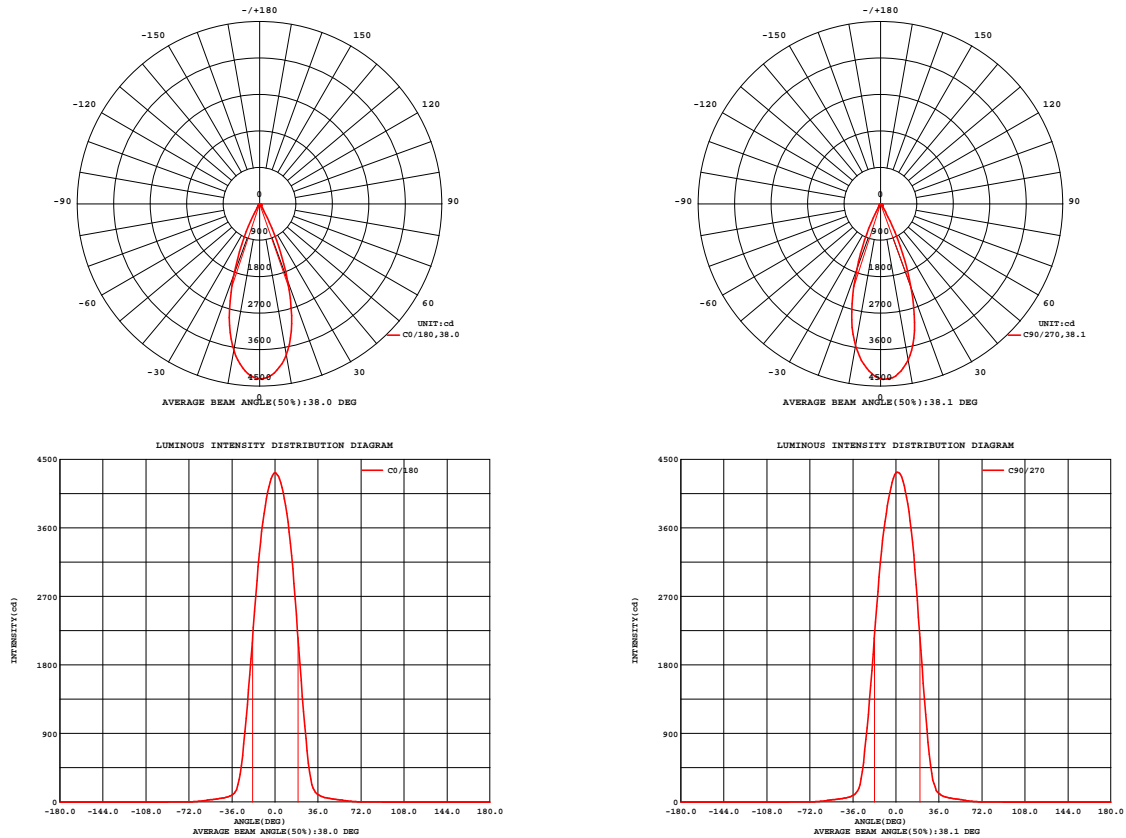 -/+180
-150
150
-120
120
-90
0
90
900
1800
-60
60
2700
UNIT:cd
C0/180,38.0
3600
-30
30
4500
0
AVERAGE BEAM ANGLE(50%):38.0 DEG
-/+180
-150
150
-120
120
-90
0
90
900
1800
-60
60
2700
UNIT:cd
C90/270,38.1
3600
-30
30
4500
0
AVERAGE BEAM ANGLE(50%):38.1 DEG
LUMINOUS INTENSITY DISTRIBUTION DIAGRAM
4500
C0/180
3600
2700
INTENSITY(cd)
1800
900
0
-180.0 -144.0 -108.0 -72.0 -36.0 0.0 36.0 72.0 108.0 144.0 180.0
ANGLE(DEG)
AVERAGE BEAM ANGLE(50%):38.0 DEG
LUMINOUS INTENSITY DISTRIBUTION DIAGRAM
4500
C90/270
3600
2700
INTENSITY(cd)
1800
900
0
-180.0 -144.0 -108.0 -72.0 -36.0 0.0 36.0 72.0 108.0 144.0 180.0
ANGLE(DEG)
AVERAGE BEAM ANGLE(50%):38.1 DEG